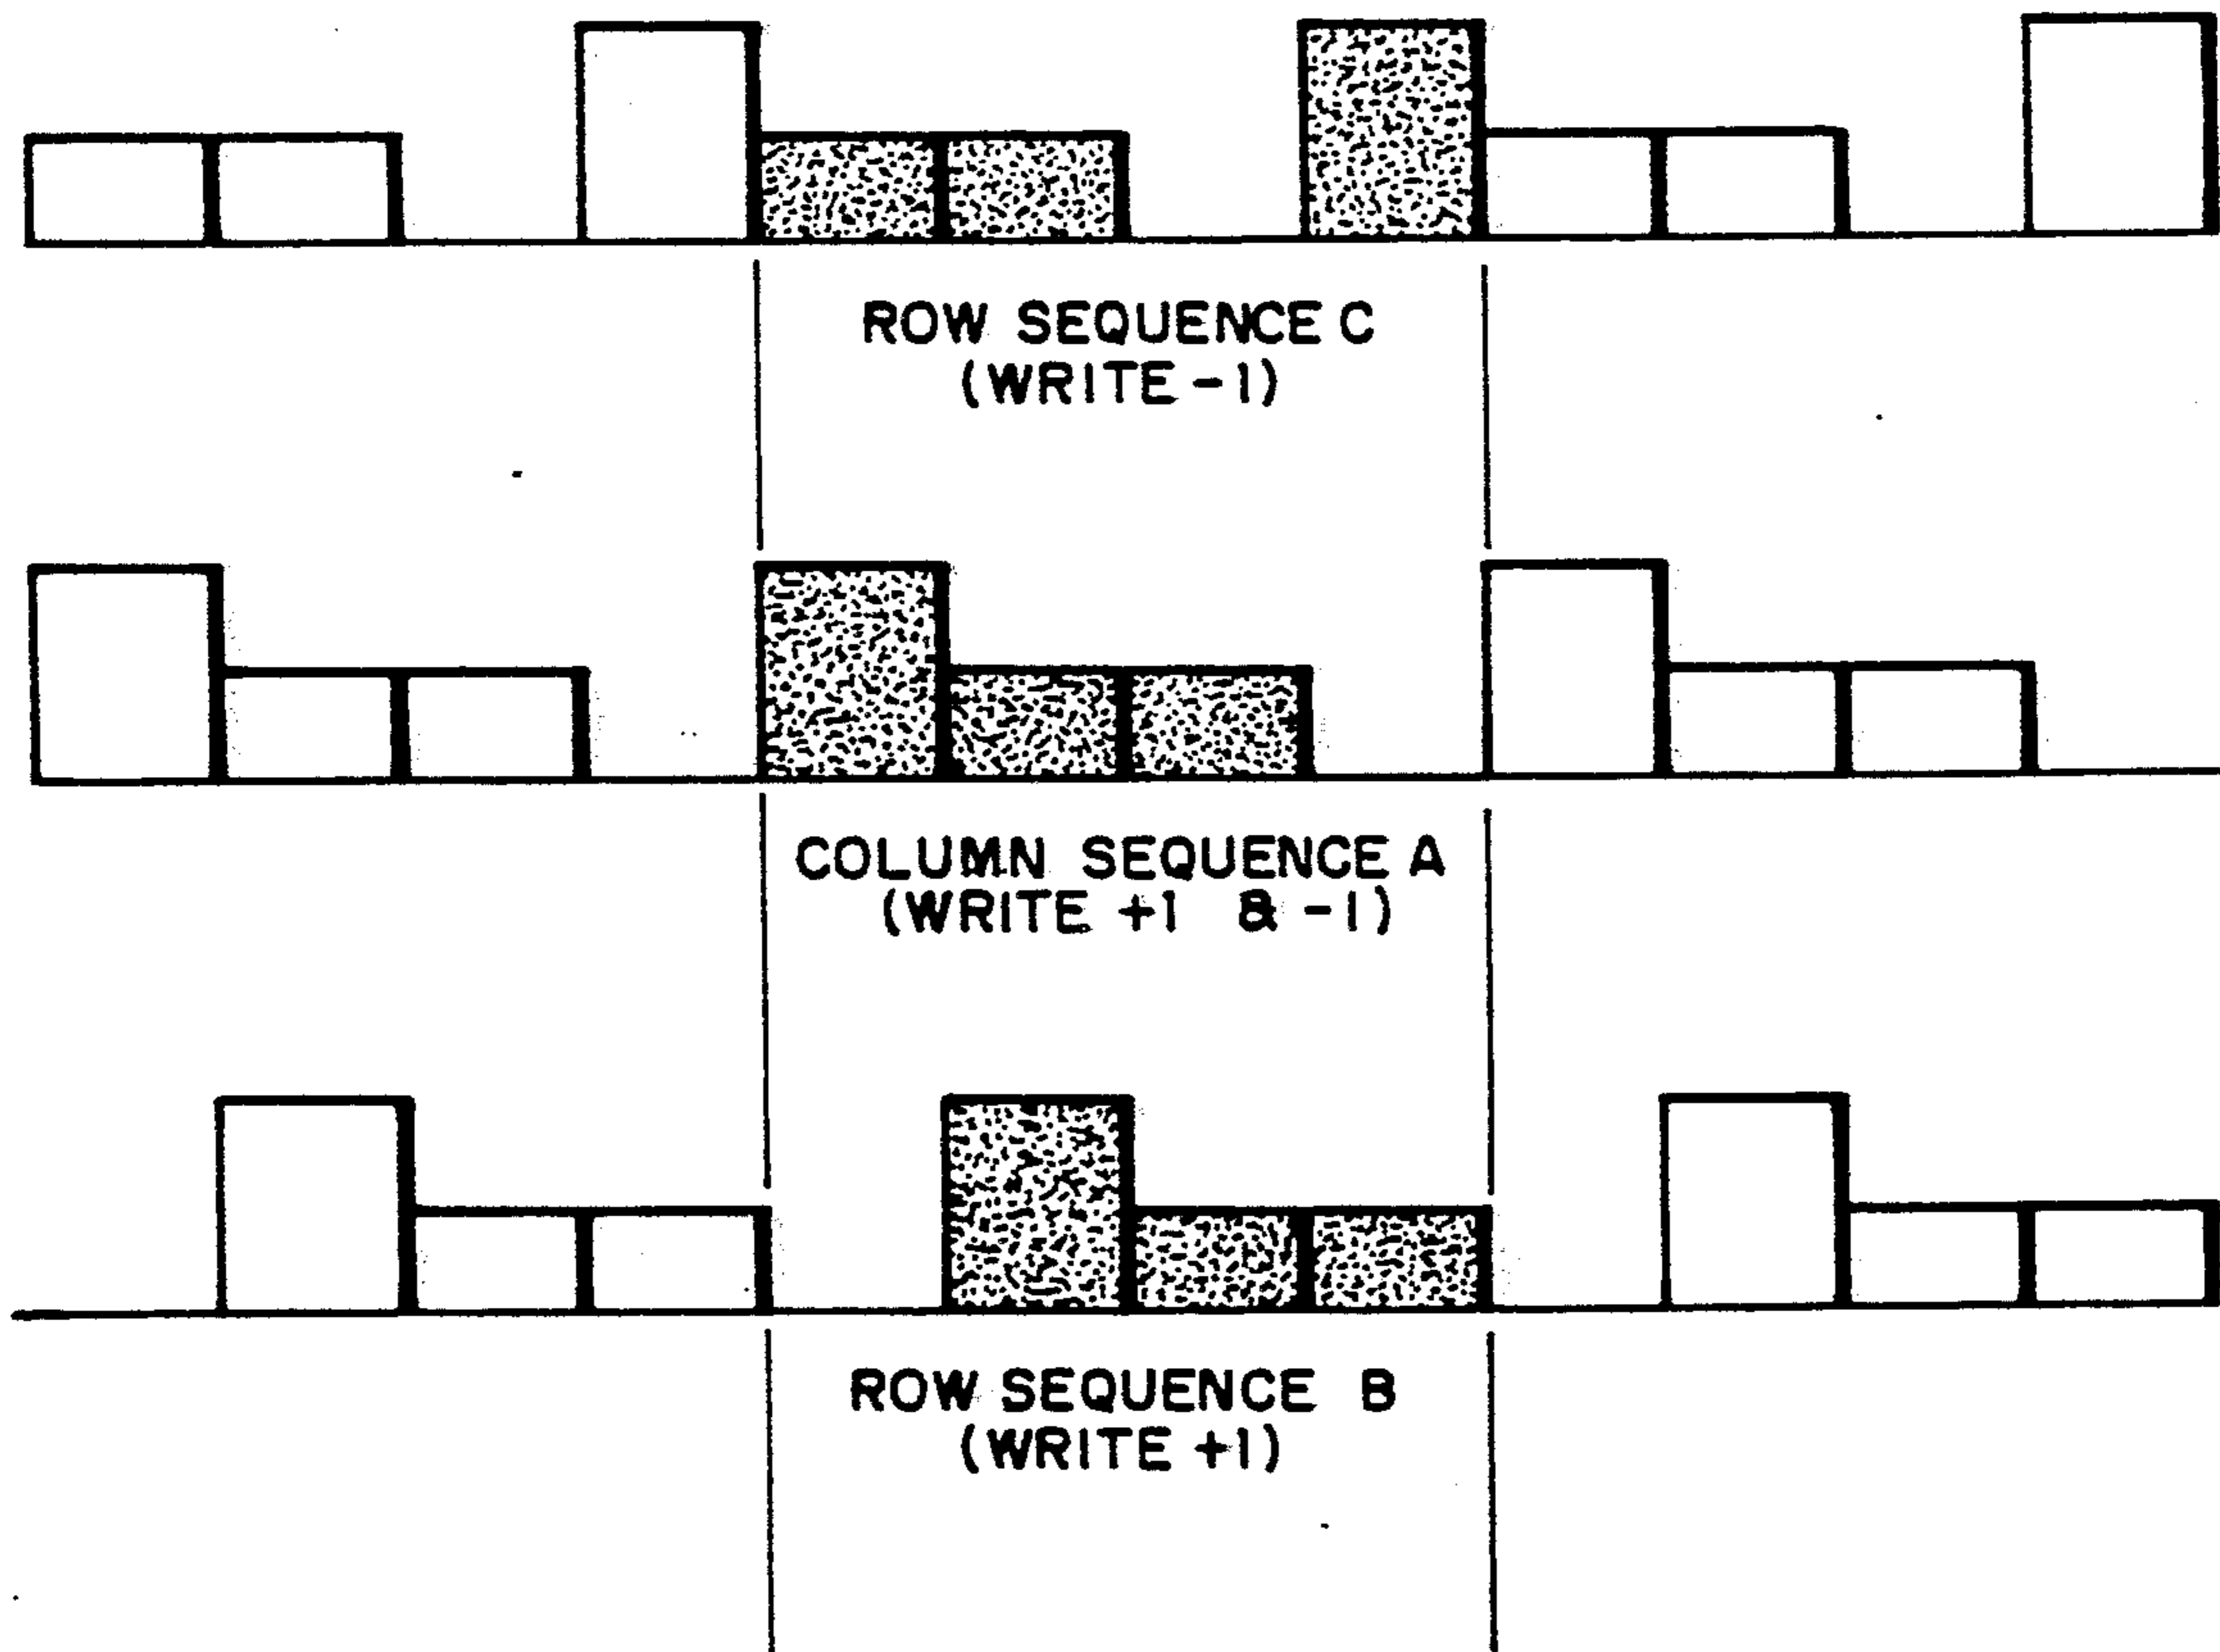 ROW SEQUENCE C
(WRITE -1)
COLUMN SEQUENCE A
(WRITE +1 & -1)
ROW SEQUENCE B
(WRITE +1)